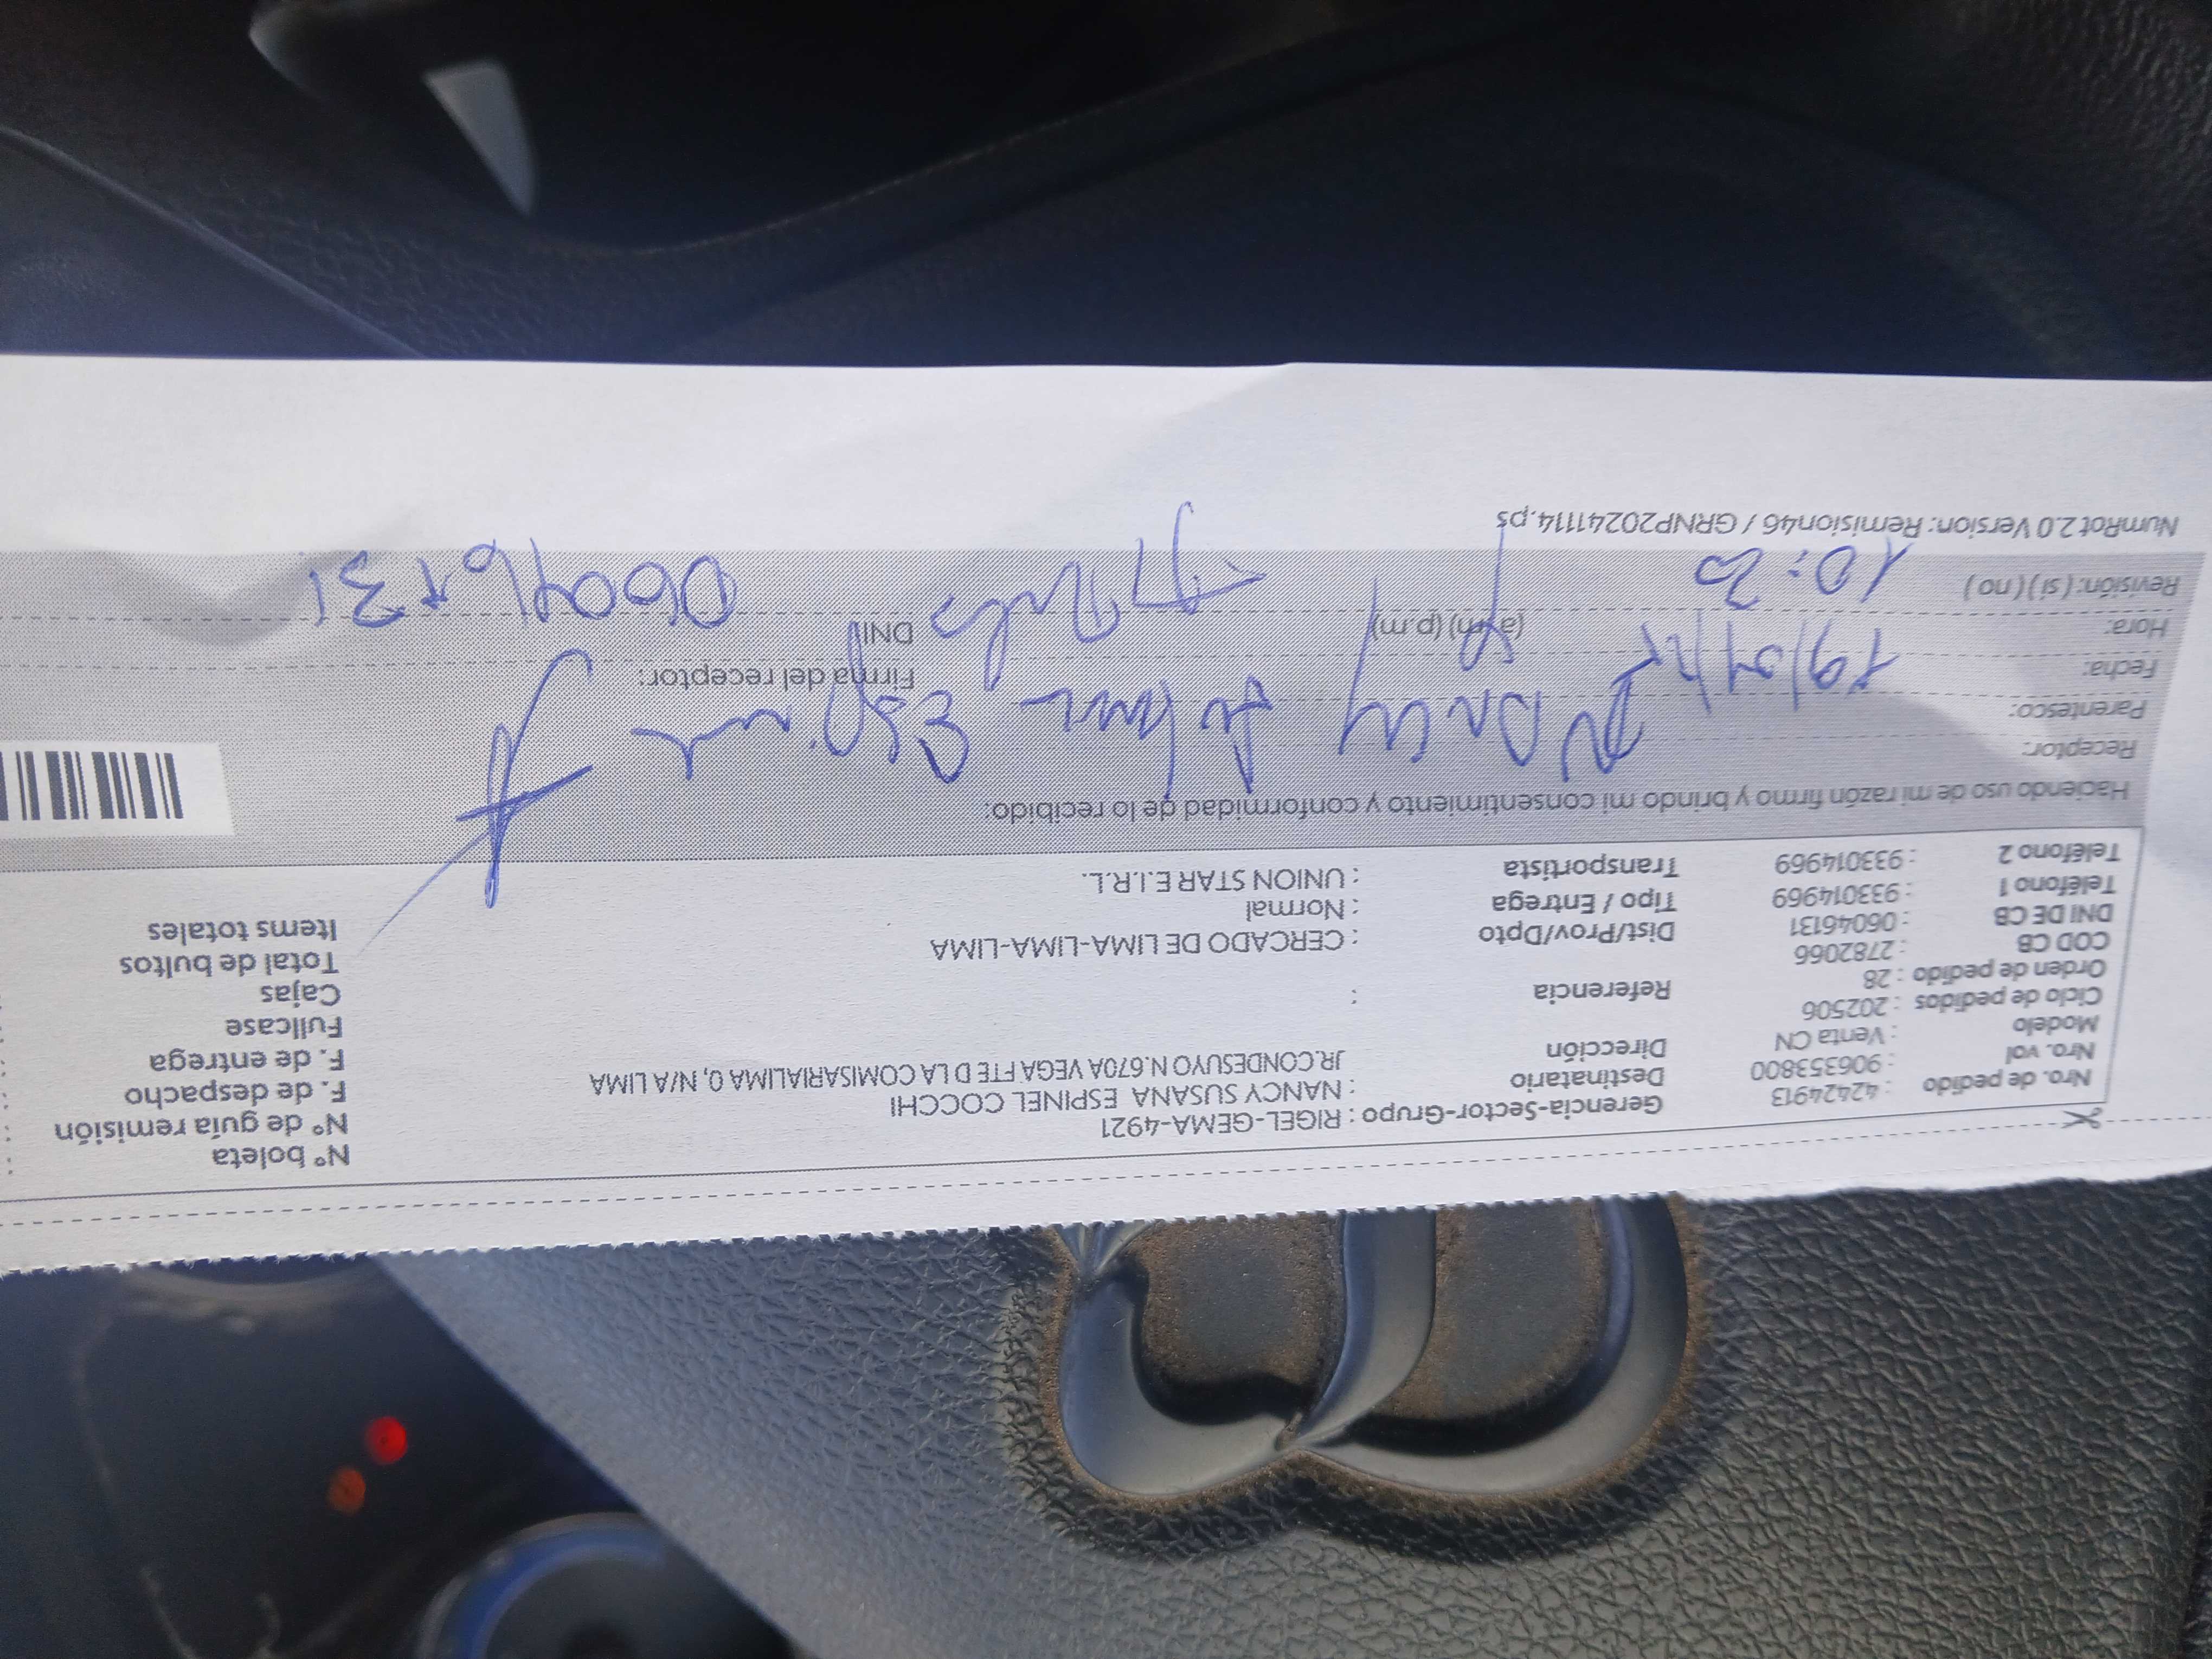 Gerencia-Sector-Grupo : RIGEL-GEMA-4921
Nº boleta
Nro. de pedido : 42424913
Destinatario : NANCY SUSANA ESPINEL COCCHI
Nº de guía remisión
Nro. vol : 906353800
Dirección JR.CONDESUYO N.670A VEGA FTE D LA COMISARIALIMA 0, N/A LIMA
F. de despacho
Modelo : Venta CN
F. de entrega
Ciclo de pedidos : 202506
Referencia :
Fullcase
Orden de pedido : 28
Cajas
COD CB : 2782066
Dist/Prov/Dpto : CERCADO DE LIMA-LIMA-LIMA
Total de bultos
DNI DE CB : 06046131
Tipo / Entrega : Normal
Items totales
Teléfono 1 : 933014969
Transportista : UNION STAR E.I.R.L.
Teléfono 2 : 933014969
Haciendo uso de mi razón firmo y brindo mi consentimiento y conformidad de lo recibido:
Receptor: Nancy
Parentesco:
Fecha:
Firma del receptor:
Hora: (a.m) (p.m)
DNI
Revisión: ( si ) ( no )
NumRot 2.0 Version: Remision46 / GRNP20241114.ps